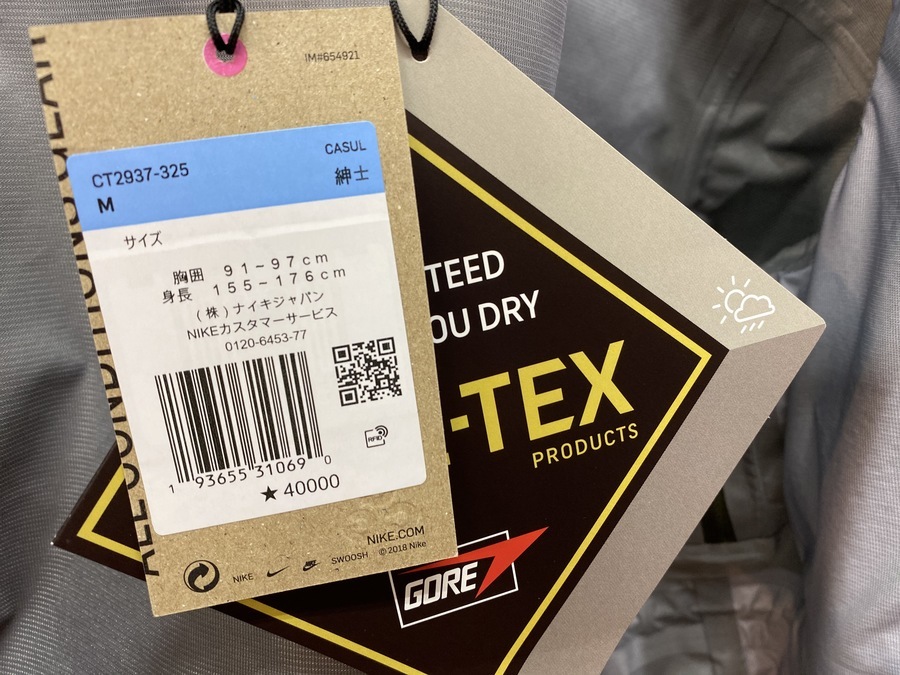 IM#654921
CASUL
CT2937-325
紳士
M
サイズ
胸囲 91~97cm
身長 155~176cm
(株)ナイキジャパン
NIKEカスタマーサービス
0120-6453-77
RFID
1 93655 31069 0
★ 40000
NIKE.COM
NIKE SWOOSH © 2018 Nike
ALL CONDITIONS GEAR
TEED
OU DRY
-TEX
PRODUCTS
GORE